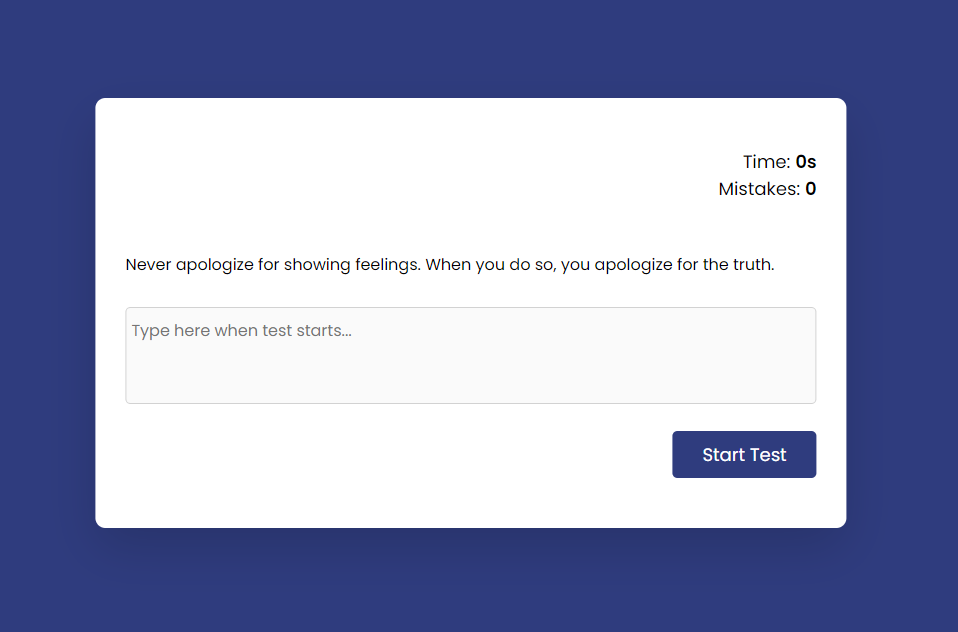 Time: 0s
Mistakes: 0
Never apologize for showing feelings. When you do so, you apologize for the truth.
Type here when test starts...
Start Test